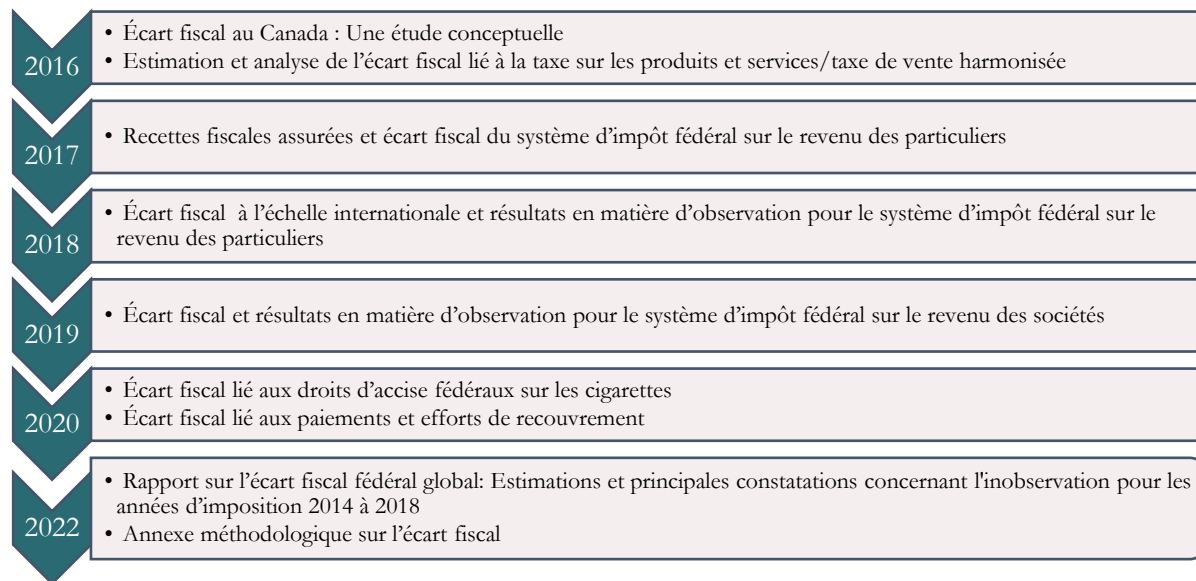 2016
• Écart fiscal au Canada : Une étude conceptuelle
• Estimation et analyse de l’écart fiscal lié à la taxe sur les produits et services/taxe de vente harmonisée
2017
• Recettes fiscales assurées et écart fiscal du système d’impôt fédéral sur le revenu des particuliers
2018
• Écart fiscal à l’échelle internationale et résultats en matière d’observation pour le système d’impôt fédéral sur le
revenu des particuliers
2019
• Écart fiscal et résultats en matière d’observation pour le système d’impôt fédéral sur le revenu des sociétés
2020
• Écart fiscal lié aux droits d’accise fédéraux sur les cigarettes
• Écart fiscal lié aux paiements et efforts de recouvrement
2022
• Rapport sur l’écart fiscal fédéral global: Estimations et principales constatations concernant l'inobservation pour les
années d’imposition 2014 à 2018
• Annexe méthodologique sur l’écart fiscal